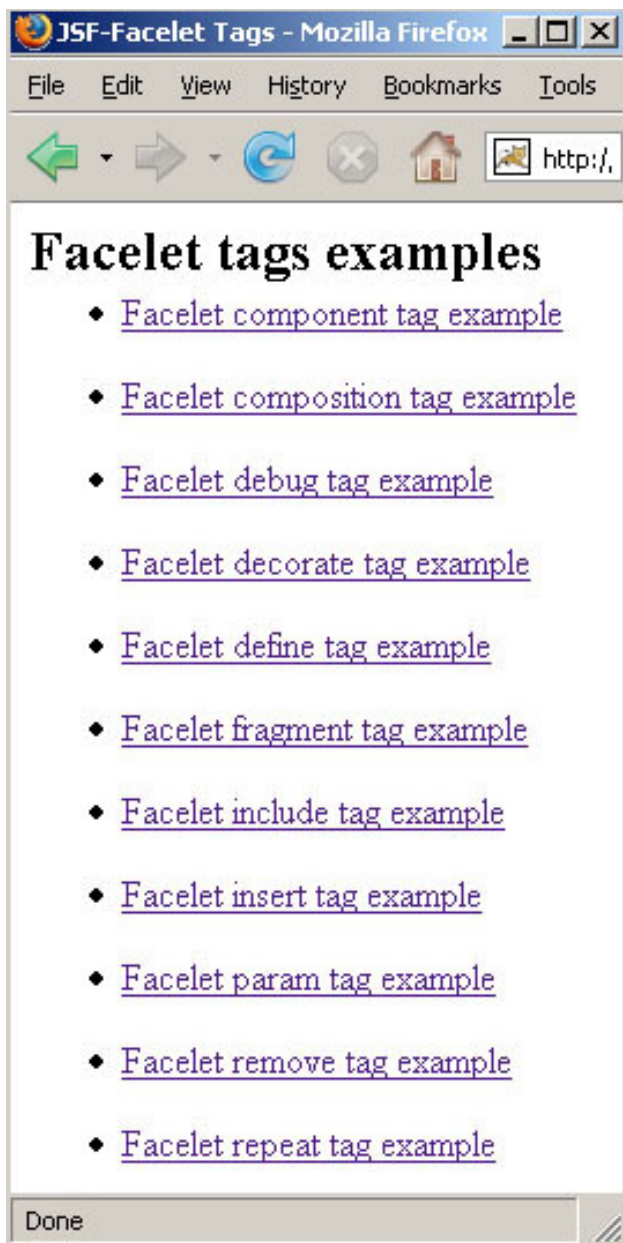 JSF-Facelet Tags - Mozilla Firefox
File Edit View History Bookmarks Tools
http:/,
Facelet tags examples
• Facelet component tag example
• Facelet composition tag example
• Facelet debug tag example
• Facelet decorate tag example
• Facelet define tag example
• Facelet fragment tag example
• Facelet include tag example
• Facelet insert tag example
• Facelet param tag example
• Facelet remove tag example
• Facelet repeat tag example
Done